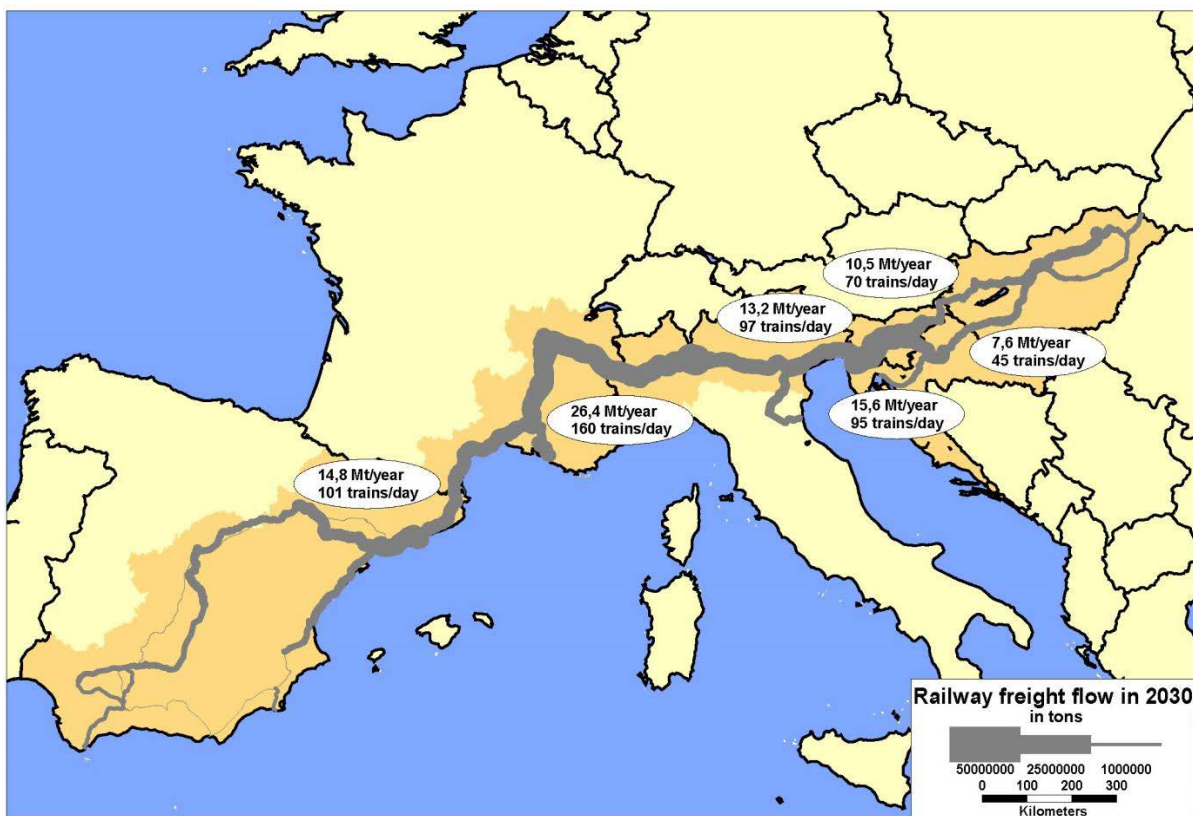 10,5 Mt/year
70 trains/day
13,2 Mt/year
97 trains/day
7,6 Mt/year
45 trains/day
15,6 Mt/year
95 trains/day
26,4 Mt/year
160 trains/day
14,8 Mt/year
101 trains/day
Railway freight flow in 2030
in tons
50000000 25000000 1000000
0 100 200 300
Kilometers